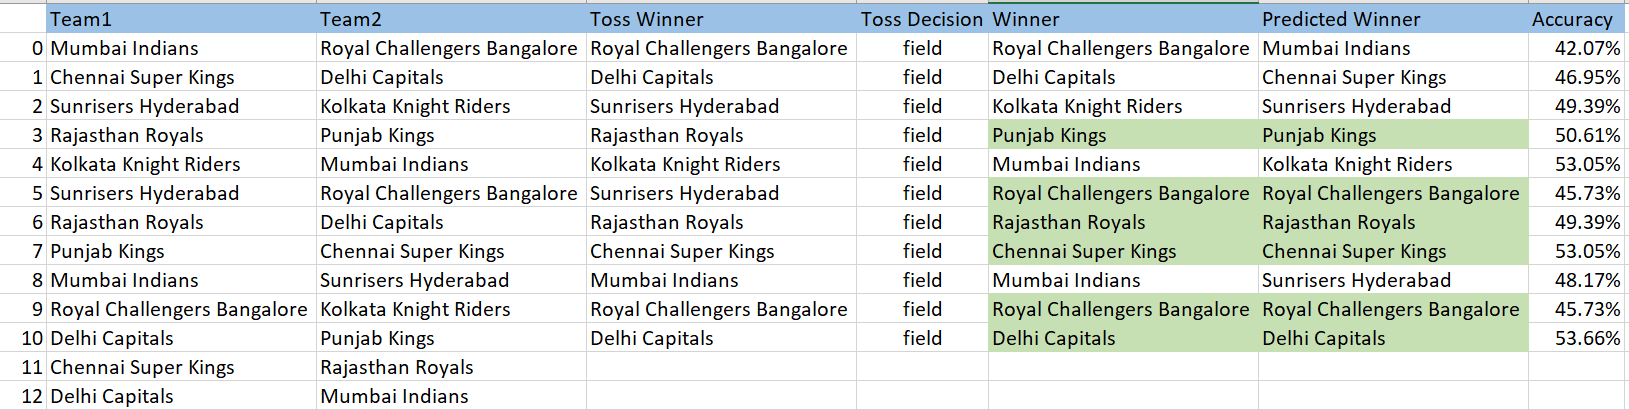 Team1 Team2 Toss Winner Toss Decision Winner Predicted Winner Accuracy
0 Mumbai Indians Royal Challengers Bangalore Royal Challengers Bangalore field Royal Challengers Bangalore Mumbai Indians 42.07%
1 Chennai Super Kings Delhi Capitals Delhi Capitals field Delhi Capitals Chennai Super Kings 46.95%
2 Sunrisers Hyderabad Kolkata Knight Riders Sunrisers Hyderabad field Kolkata Knight Riders Sunrisers Hyderabad 49.39%
3 Rajasthan Royals Punjab Kings Rajasthan Royals field Punjab Kings Punjab Kings 50.61%
4 Kolkata Knight Riders Mumbai Indians Kolkata Knight Riders field Mumbai Indians Kolkata Knight Riders 53.05%
5 Sunrisers Hyderabad Royal Challengers Bangalore Sunrisers Hyderabad field Royal Challengers Bangalore Royal Challengers Bangalore 45.73%
6 Rajasthan Royals Delhi Capitals Rajasthan Royals field Rajasthan Royals Rajasthan Royals 49.39%
7 Punjab Kings Chennai Super Kings Chennai Super Kings field Chennai Super Kings Chennai Super Kings 53.05%
8 Mumbai Indians Sunrisers Hyderabad Mumbai Indians field Mumbai Indians Sunrisers Hyderabad 48.17%
9 Royal Challengers Bangalore Kolkata Knight Riders Royal Challengers Bangalore field Royal Challengers Bangalore Royal Challengers Bangalore 45.73%
10 Delhi Capitals Punjab Kings Delhi Capitals field Delhi Capitals Delhi Capitals 53.66%
11 Chennai Super Kings Rajasthan Royals
12 Delhi Capitals Mumbai Indians